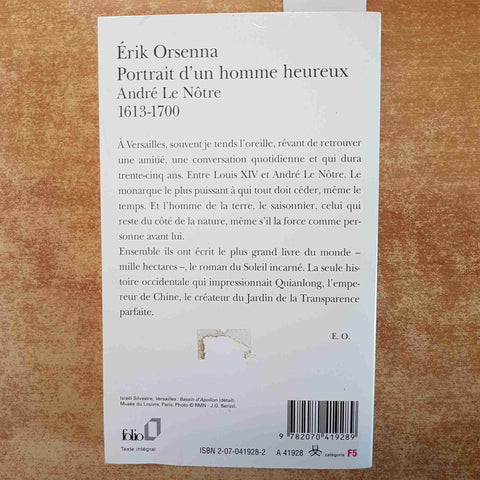 Érik Orsenna
Portrait d'un homme heureux
André Le Nôtre
1613-1700
À Versailles, souvent je tends l'oreille, rêvant de retrouver
une amitié, une conversation quotidienne et qui dura
trente-cinq ans. Entre Louis XIV et André Le Nôtre. Le
monarque le plus puissant à qui tout doit céder, même le
temps. Et l'homme de la terre, le saisonnier, celui qui
reste du côté de la nature, même s'il la force comme per-
sonne avant lui.
Ensemble ils ont écrit le plus grand livre du monde –
mille hectares –, le roman du Soleil incarné. La seule his-
toire occidentale qui impressionnait Quianlong, l'empe-
reur de Chine, le créateur du Jardin de la Transparence
parfaite.
E. O.
Israël Silvestre, Versailles : Bassin d'Apollon (détail),
Musée du Louvre, Paris. Photo © RMN - J.G. Berizzi.
folio
Texte intégral
9 782070 419289
ISBN 2-07-041928-2 A 41928 catégorie F5